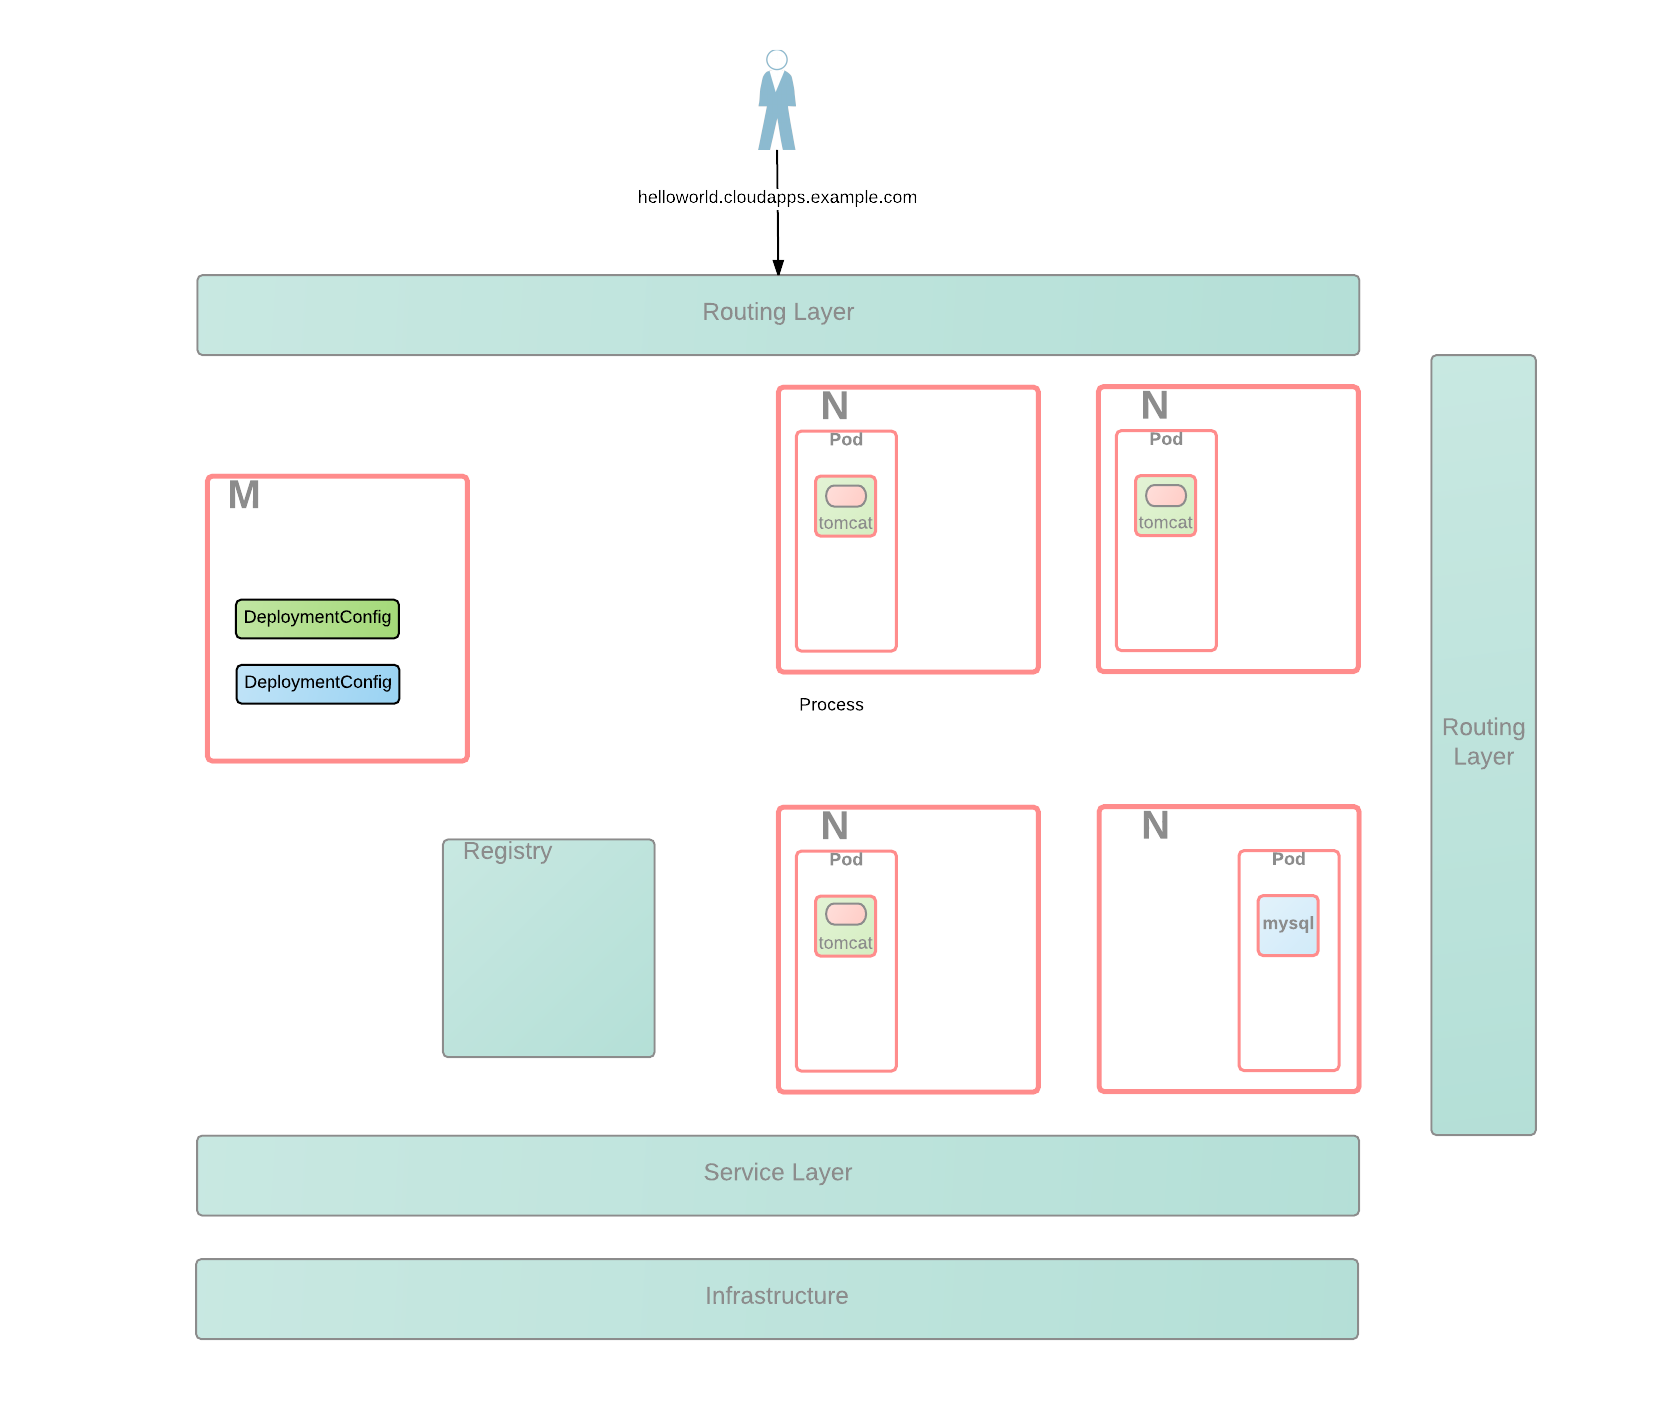 helloworld.cloudapps.example.com
Routing Layer
N
Pod
tomcat
N
Pod
tomcat
M
DeploymentConfig
DeploymentConfig
Process
Routing
Layer
Registry
N
Pod
tomcat
N
Pod
mysql
Service Layer
Infrastructure